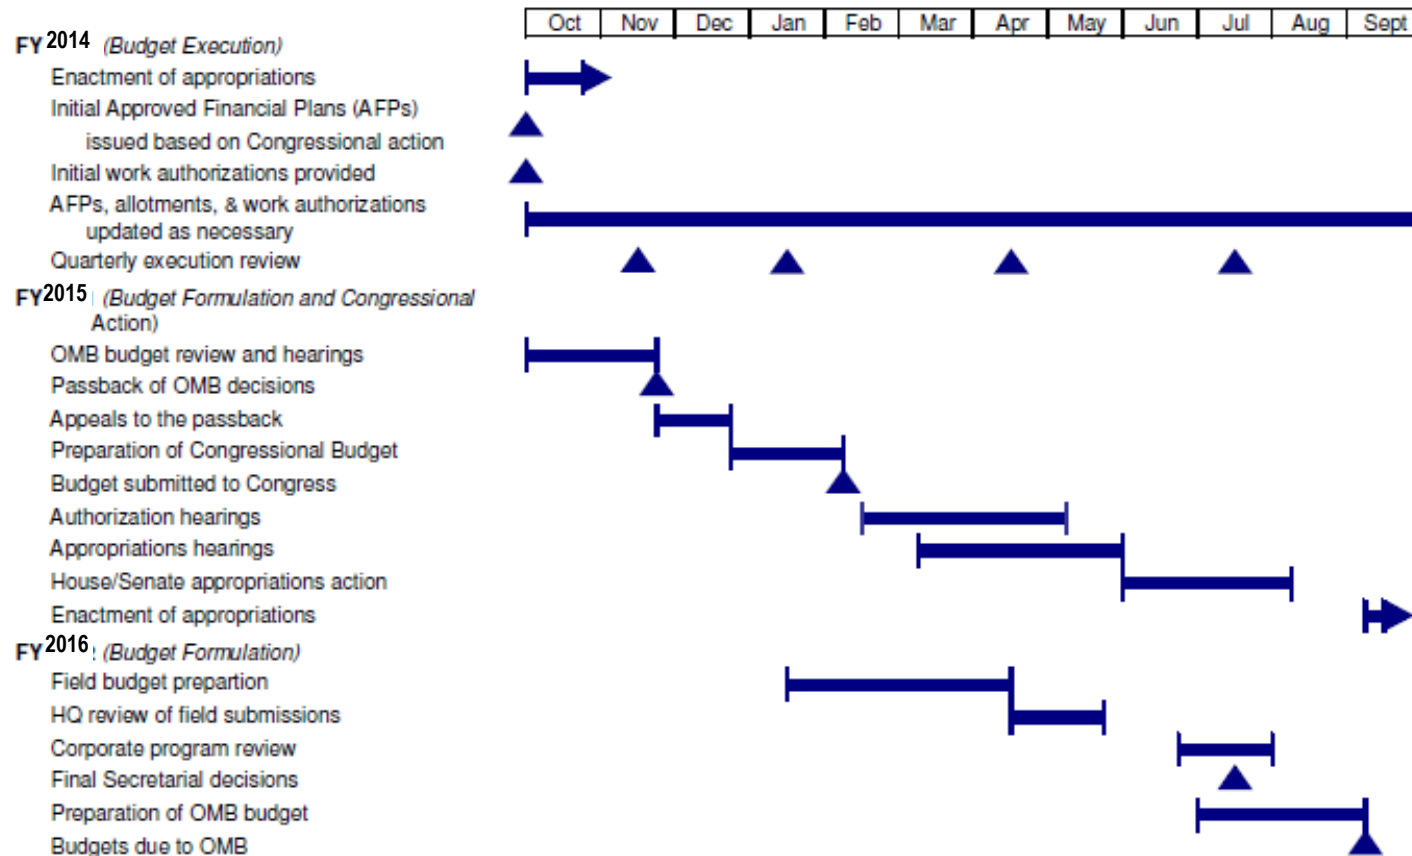 Oct Nov Dec Jan Feb Mar Apr May Jun Jul Aug Sept
FY 2014 (Budget Execution)
Enactment of appropriations
Initial Approved Financial Plans (AFPs)
issued based on Congressional action
Initial work authorizations provided
AFPs, allotments, & work authorizations
updated as necessary
Quarterly execution review
FY 2015 (Budget Formulation and Congressional
Action)
OMB budget review and hearings
Passback of OMB decisions
Appeals to the passback
Preparation of Congressional Budget
Budget submitted to Congress
Authorization hearings
Appropriations hearings
House/Senate appropriations action
Enactment of appropriations
FY 2016 (Budget Formulation)
Field budget prepartion
HQ review of field submissions
Corporate program review
Final Secretarial decisions
Preparation of OMB budget
Budgets due to OMB